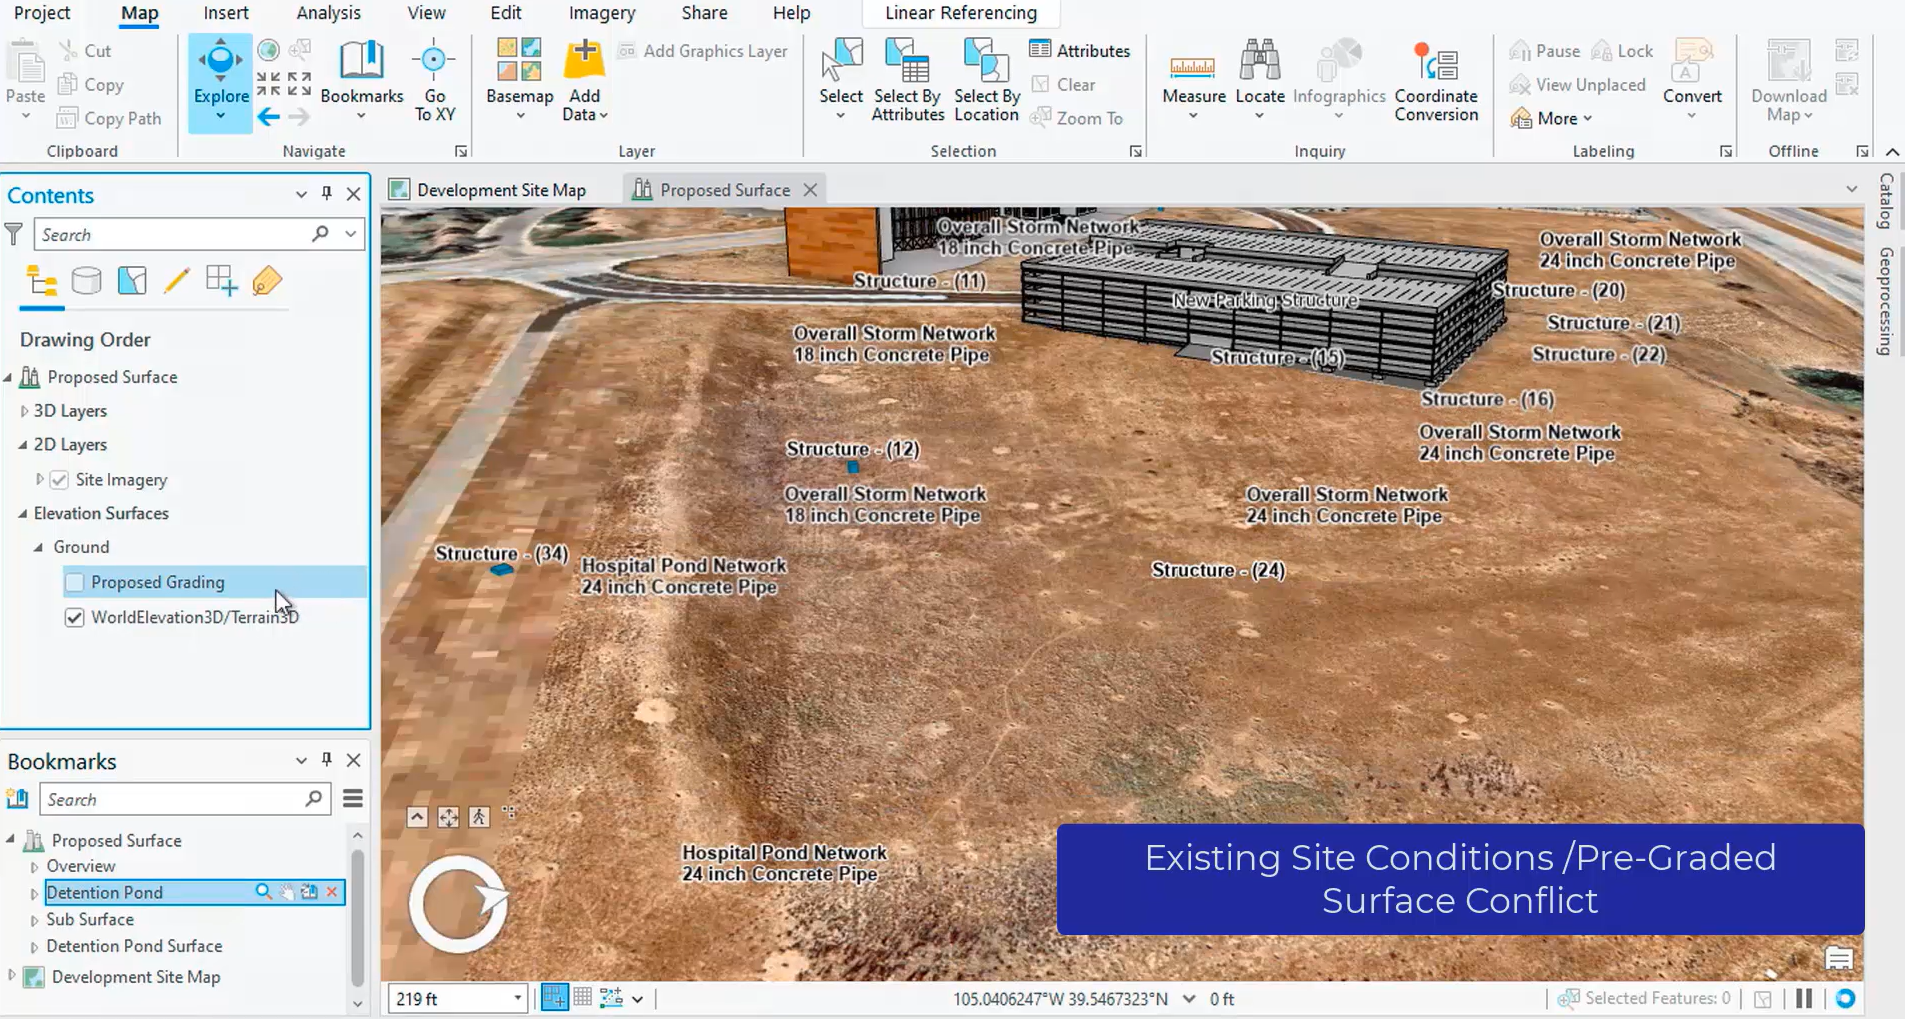 Project Map Insert Analysis View Edit Imagery Share Help Linear Referencing
Paste
Cut
Copy
Copy Path
Clipboard
Explore
Bookmarks
Go
To XY
Navigate
Basemap
Add
Data
Add Graphics Layer
Layer
Select
Select By
Attributes
Select By
Location
Attributes
Clear
Zoom To
Selection
Measure
Locate
Infographics
Coordinate
Conversion
Inquiry
Pause
Lock
View Unplaced
More
Convert
Labeling
Download
Map
Offline
Contents
Search
Drawing Order
Proposed Surface
3D Layers
2D Layers
Site Imagery
Elevation Surfaces
Ground
Proposed Grading
WorldElevation3D/Terrain3D
Bookmarks
Search
Proposed Surface
Overview
Detention Pond
Sub Surface
Detention Pond Surface
Development Site Map
Development Site Map
Proposed Surface
Overall Storm Network
18 inch Concrete Pipe
Structure - (11)
New Parking Structure
Overall Storm Network
24 inch Concrete Pipe
Structure - (20)
Structure - (21)
Structure - (22)
Overall Storm Network
18 inch Concrete Pipe
Structure - (15)
Structure - (16)
Overall Storm Network
24 inch Concrete Pipe
Structure - (12)
Overall Storm Network
18 inch Concrete Pipe
Overall Storm Network
24 inch Concrete Pipe
Structure - (34)
Hospital Pond Network
24 inch Concrete Pipe
Structure - (24)
Hospital Pond Network
24 inch Concrete Pipe
Existing Site Conditions /Pre-Graded
Surface Conflict
219 ft
105.0406247°W 39.5467323°N
0 ft
Selected Features: 0
Catalog
Geoprocessing